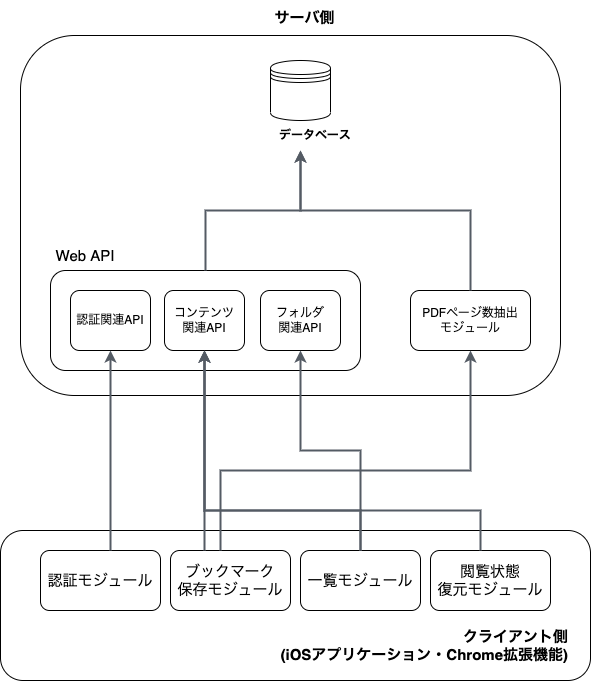 サーバ側
データベース
Web API
認証関連API
コンテンツ
関連API
フォルダ
関連API
PDFページ数抽出
モジュール
認証モジュール
ブックマーク
保存モジュール
一覧モジュール
閲覧状態
復元モジュール
クライアント側
(iOSアプリケーション・Chrome拡張機能)